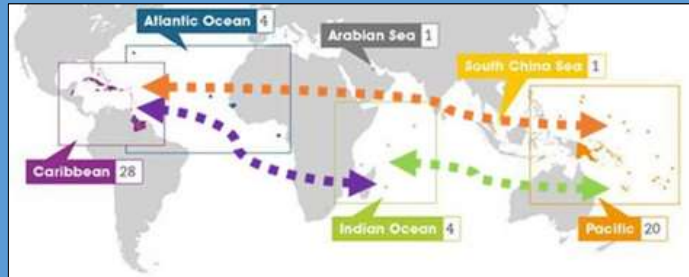 Atlantic Ocean 4
Arabian Sea 1
South China Sea 1
Caribbean 28
Indian Ocean 4
Pacific 20